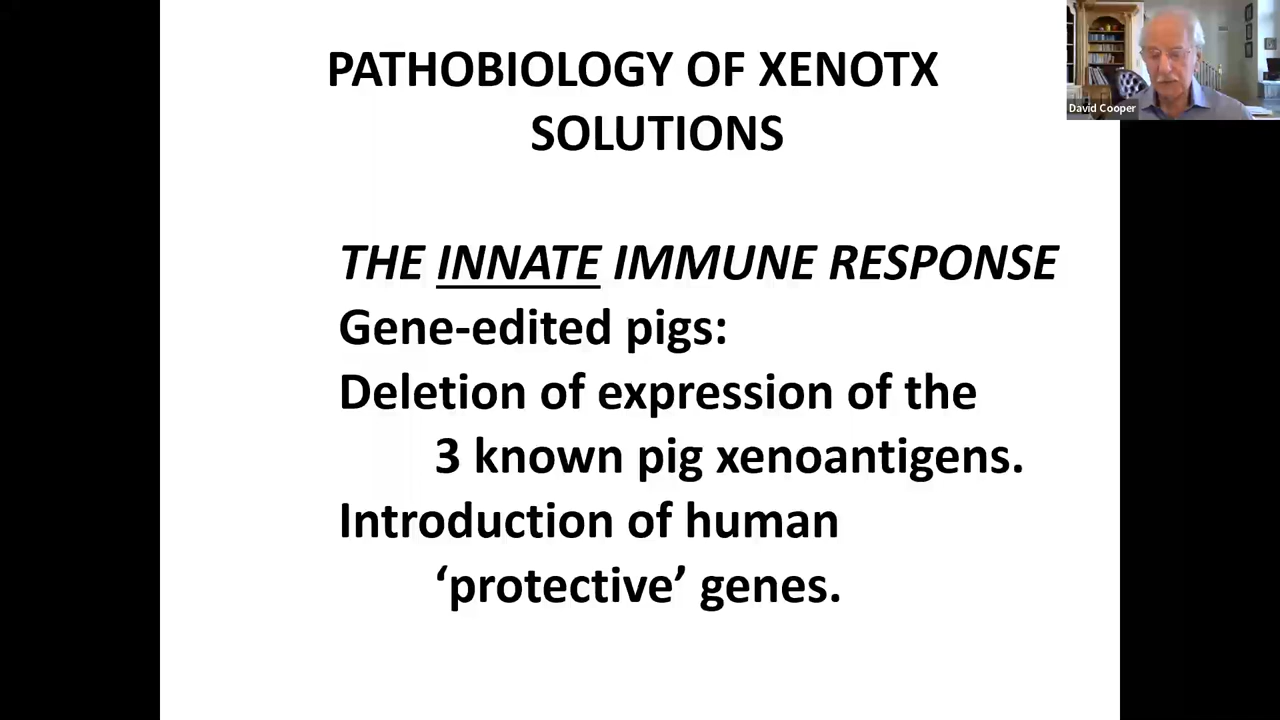 PATHOBIOLOGY OF XENOTX
SOLUTIONS
THE INNATE IMMUNE RESPONSE
Gene-edited pigs:
Deletion of expression of the
3 known pig xenoantigens.
Introduction of human
‘protective’ genes.
David Cooper